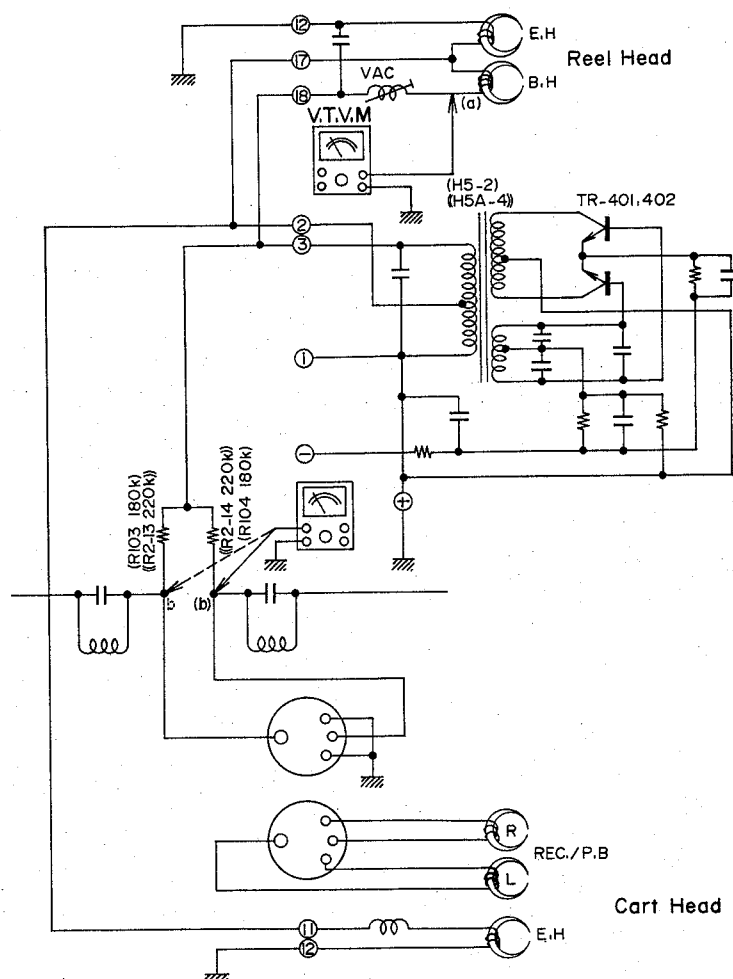 12
E.H
Reel Head
17
B.H
18
VAC
(a)
V.T.V.M
(H5-2)
((H5A-4))
TR-401.402
2
3
1
−
+
(R103 180k)
((R2-13 220k))
((R2-14 220k))
(R104 180k)
b
(b)
R
REC./P.B
L
Cart Head
11
E.H
12